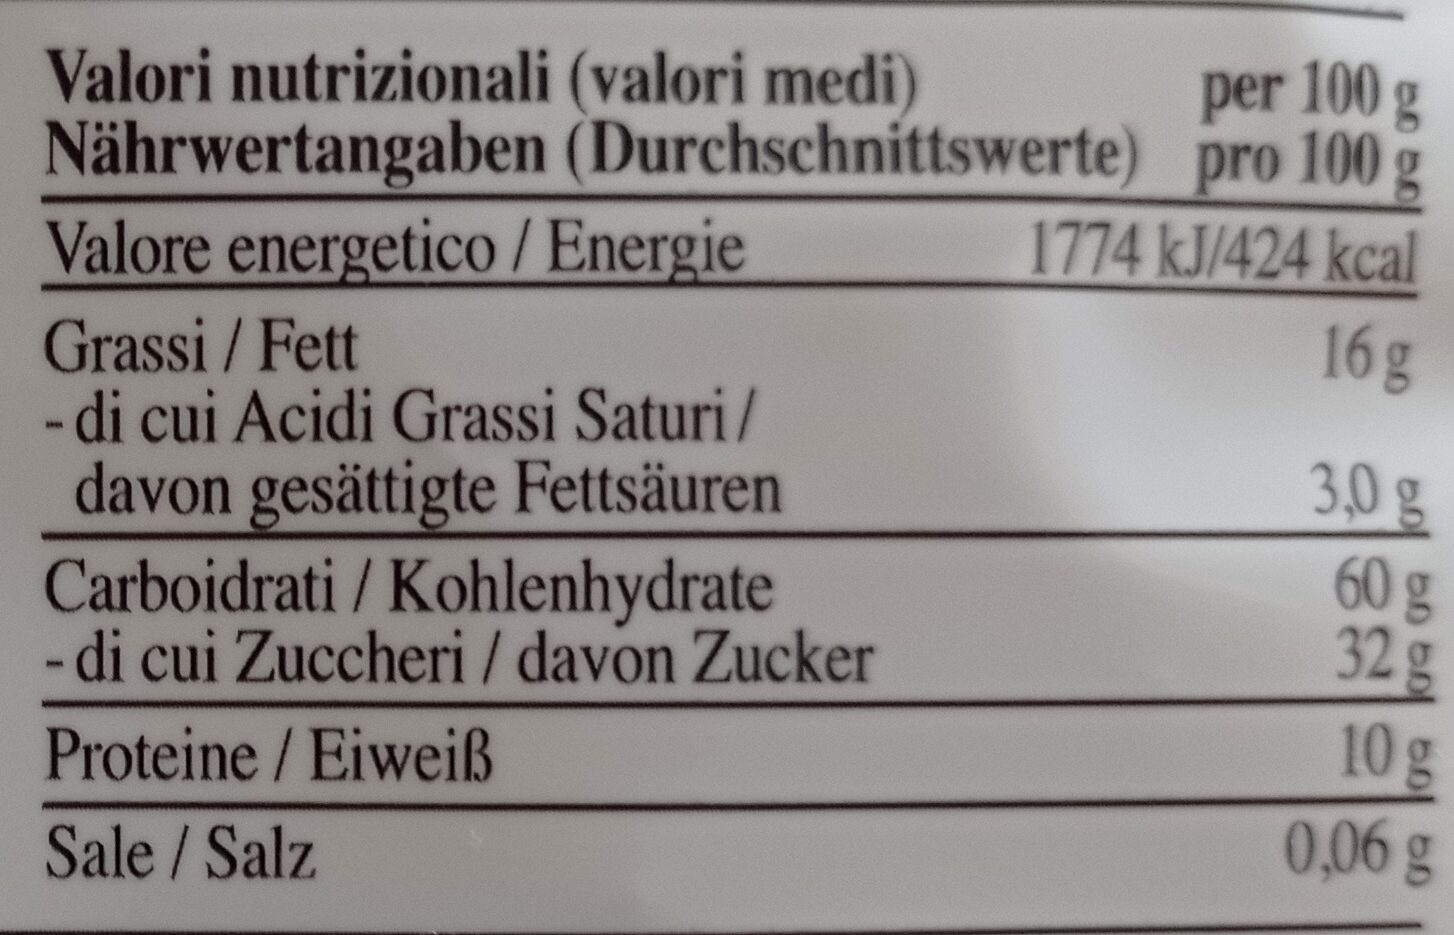 Valori nutrizionali (valori medi) per 100 g
Nährwertangaben (Durchschnittswerte) pro 100 g
Valore energetico / Energie 1774 kJ/424 kcal
Grassi / Fett 16 g
- di cui Acidi Grassi Saturi /
davon gesättigte Fettsäuren 3,0 g
Carboidrati / Kohlenhydrate 60 g
- di cui Zuccheri / davon Zucker 32 g
Proteine / Eiweiß 10 g
Sale / Salz 0,06 g